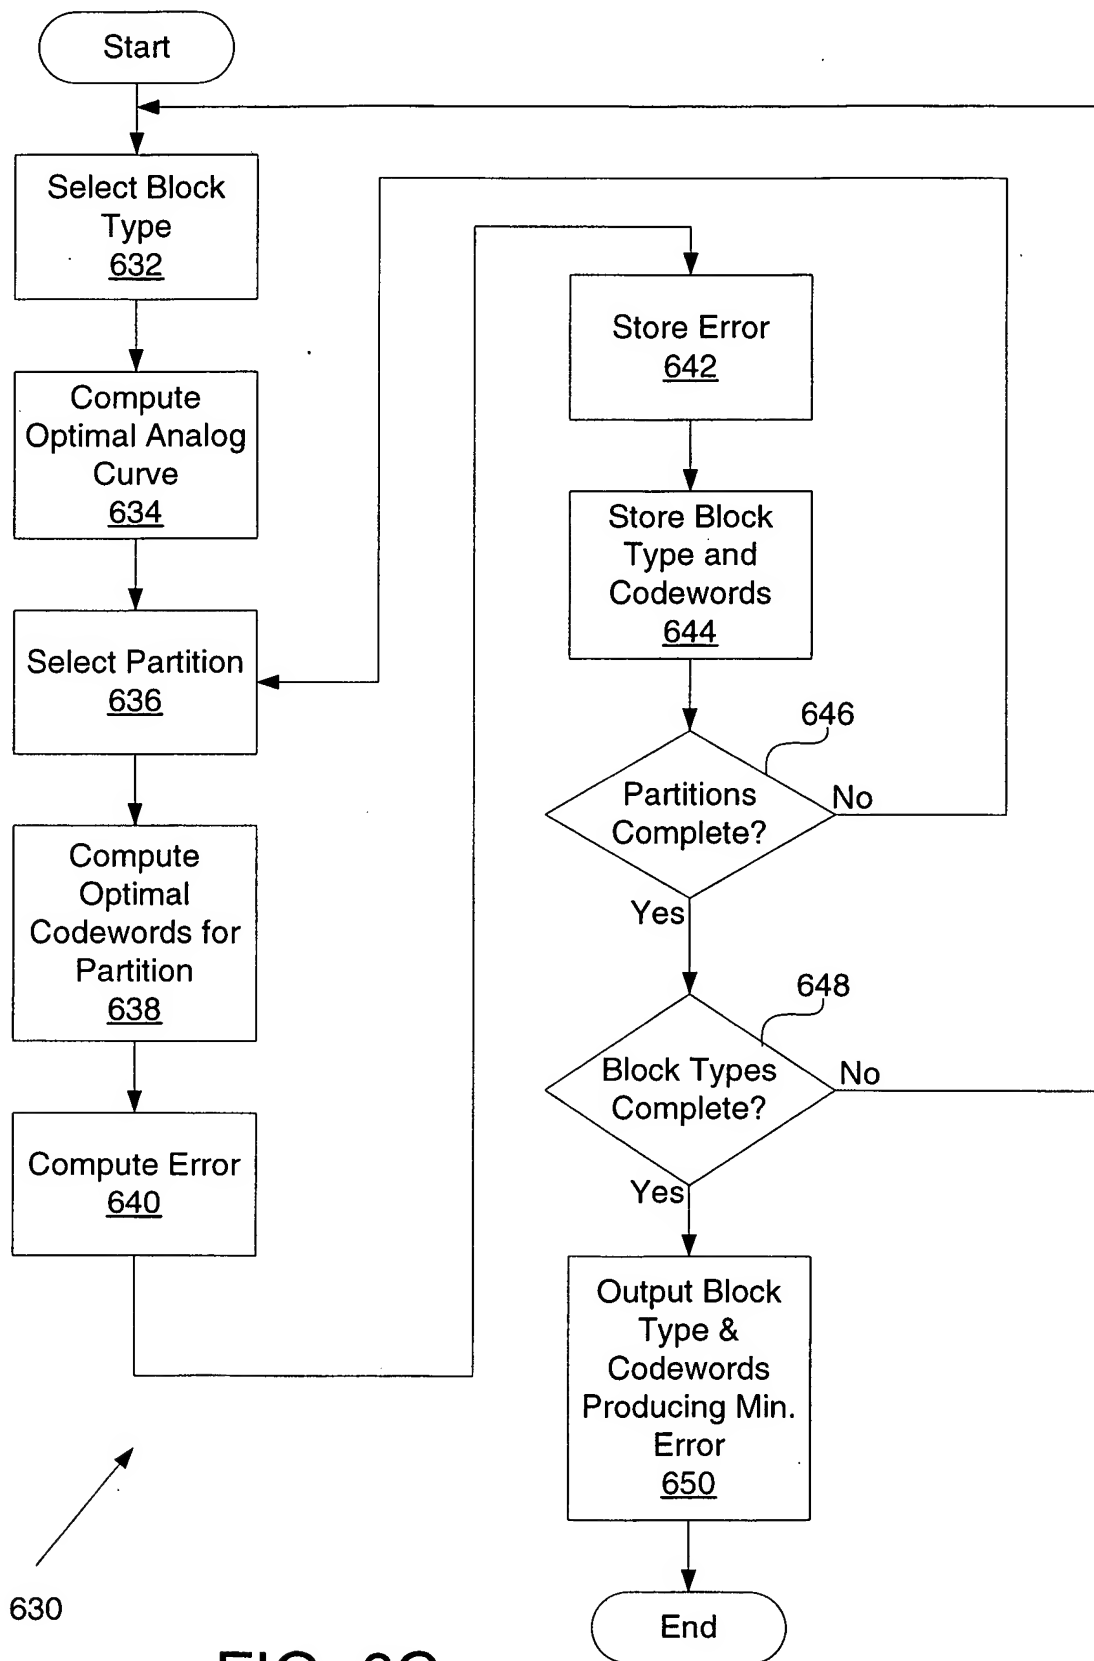 Start
Select Block
Type
632
Compute
Optimal Analog
Curve
634
Select Partition
636
Compute
Optimal
Codewords for
Partition
638
Compute Error
640
Store Error
642
Store Block
Type and
Codewords
644
646
Partitions
Complete?
No
Yes
648
Block Types
Complete?
No
Yes
Output Block
Type &
Codewords
Producing Min.
Error
650
End
630